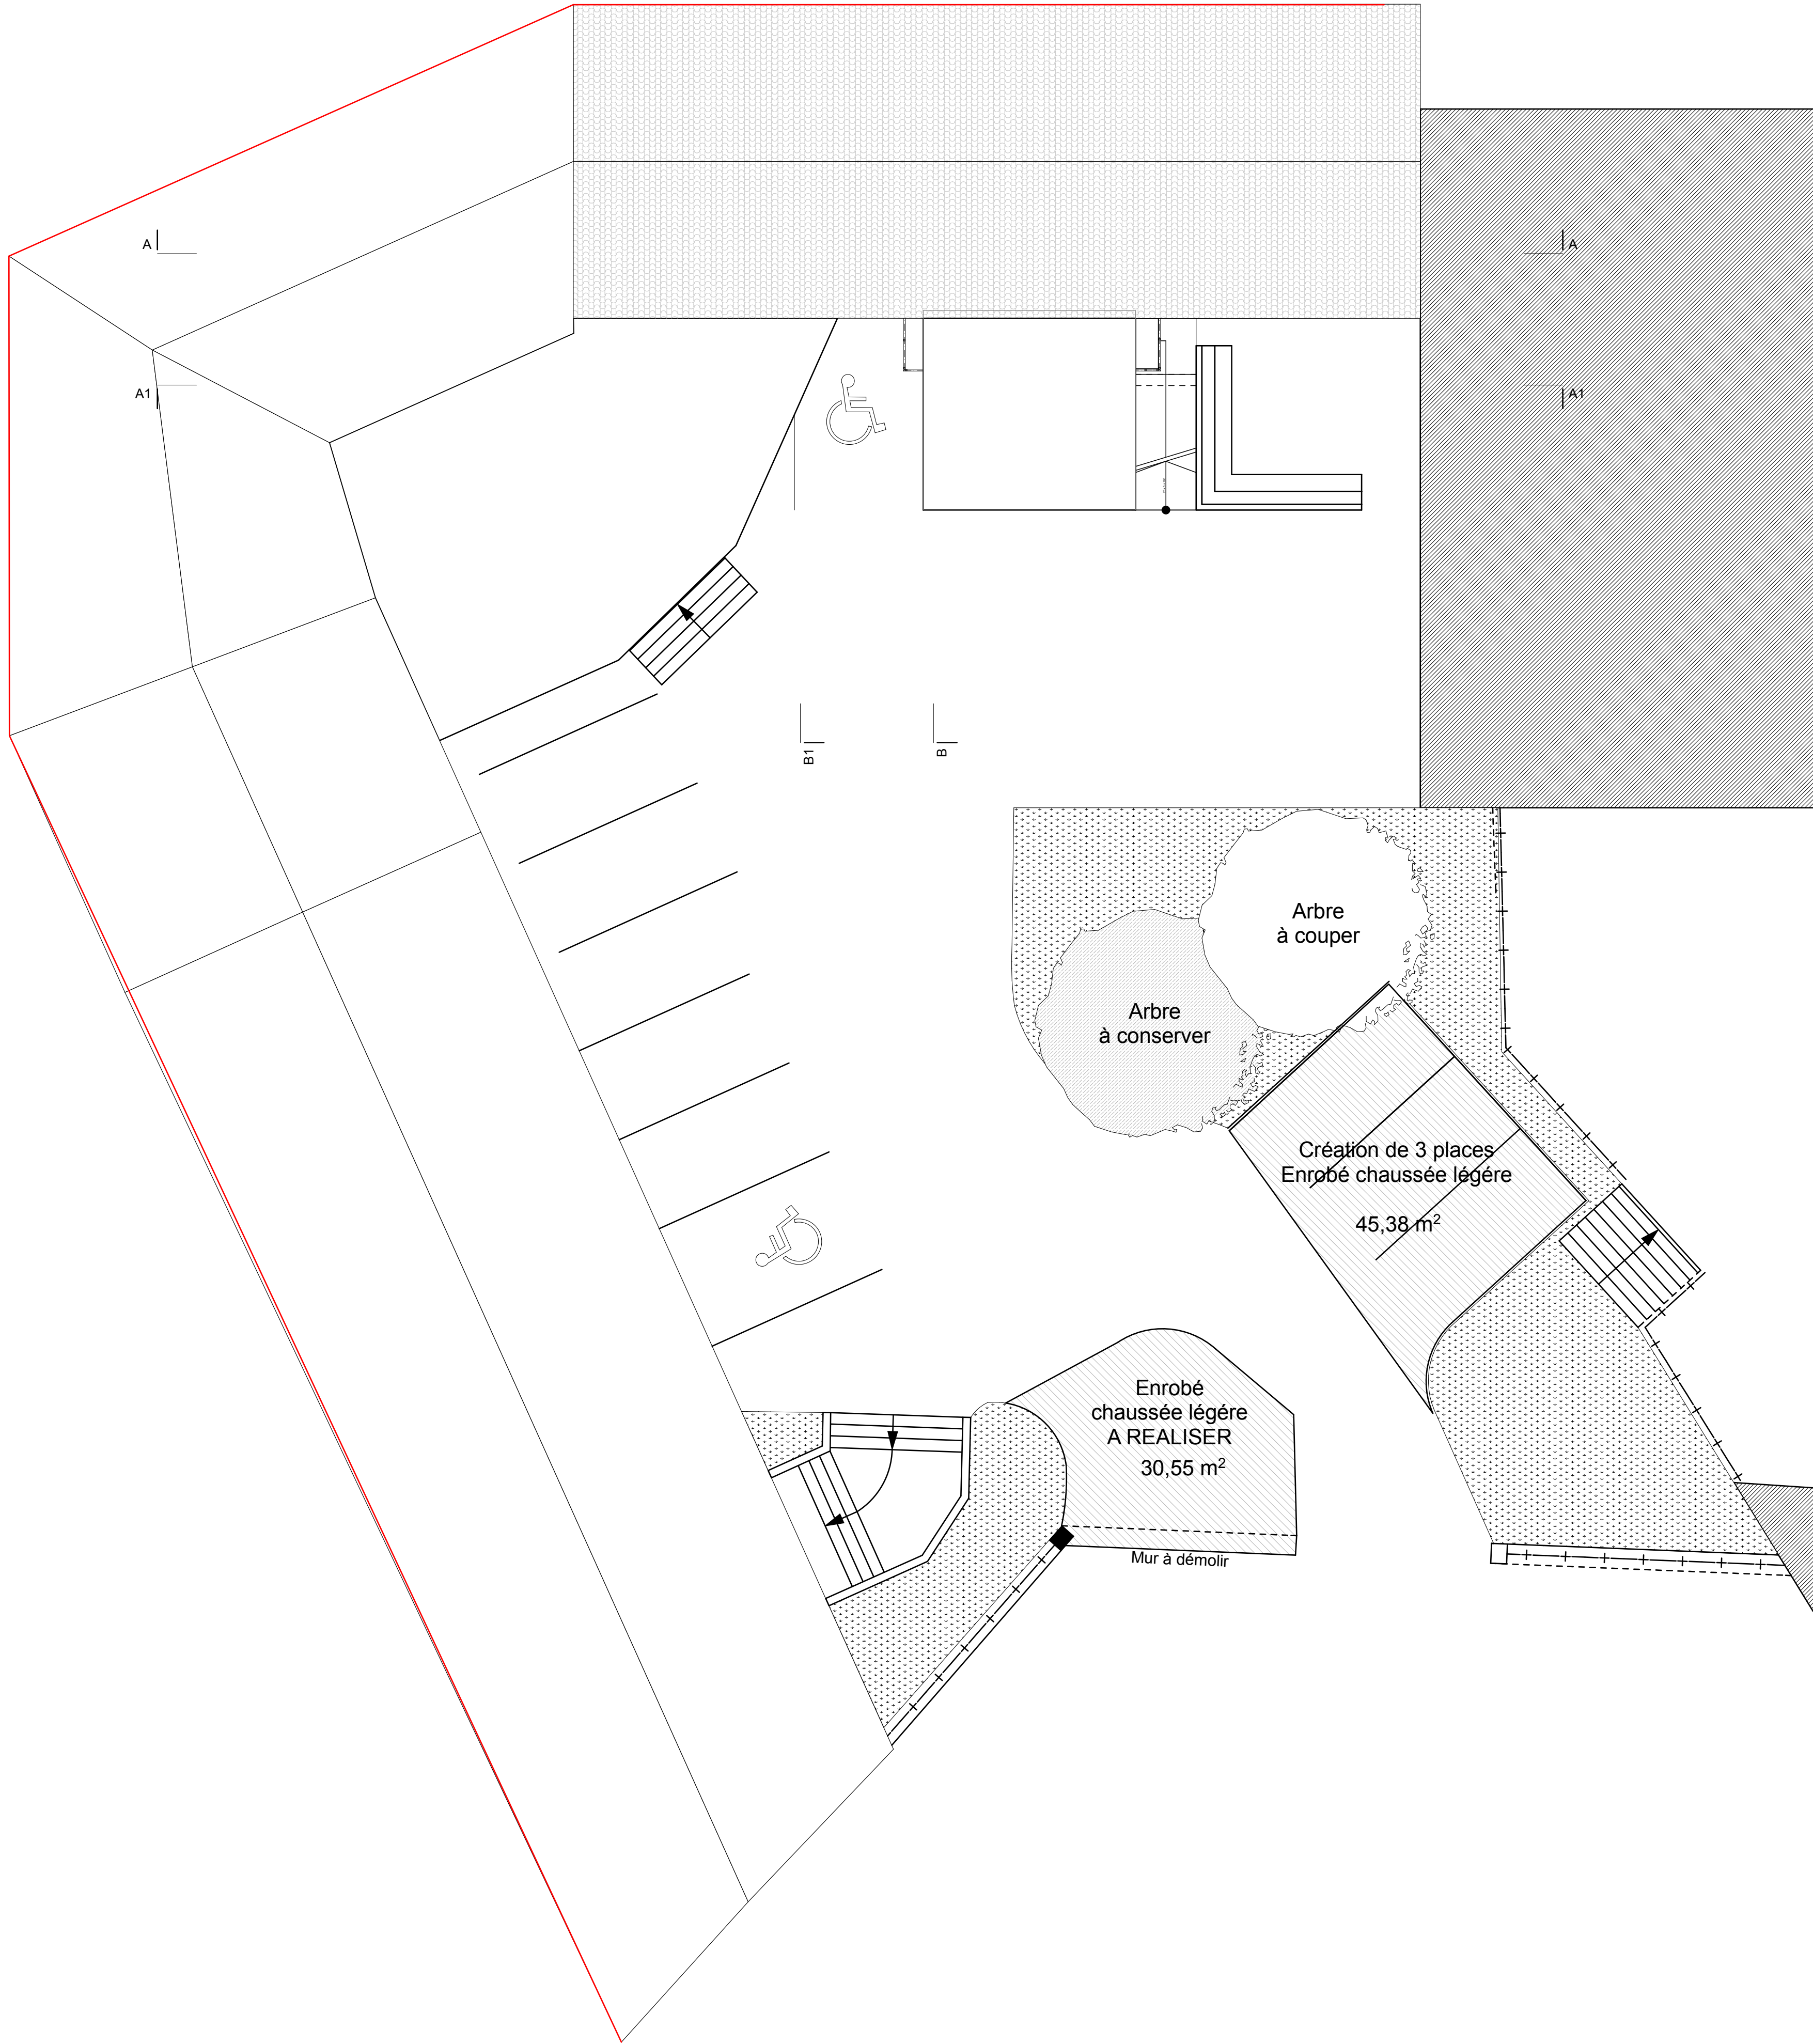 A
A
A1
A1
B1
B
Arbre
à couper
Arbre
à conserver
Création de 3 places
Enrobé chaussée légére
45,38 m²
Enrobé
chaussée légére
A REALISER
30,55 m²
Mur à démolir